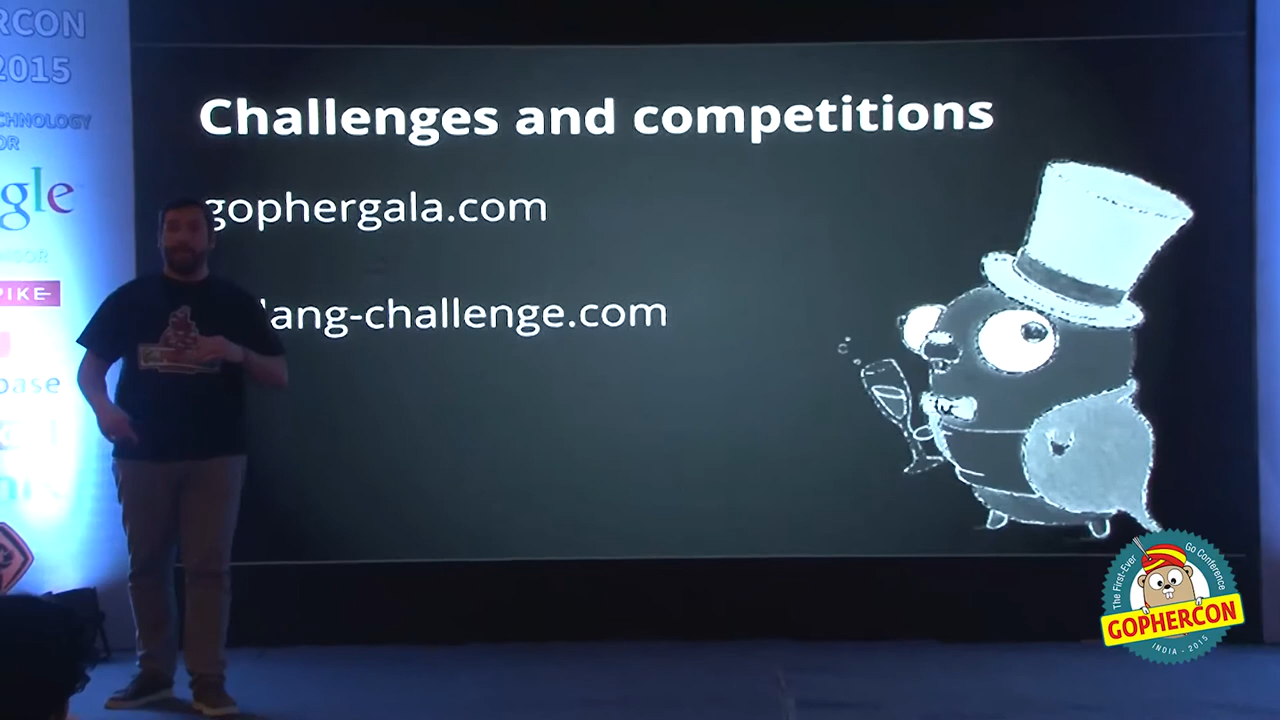 RCON
2015
CHNOLOGY
OR
gle
PIKE
base
Challenges and competitions
gophergala.com
lang-challenge.com
The First-Ever Go Conference
GOPHERCON
INDIA - 2015